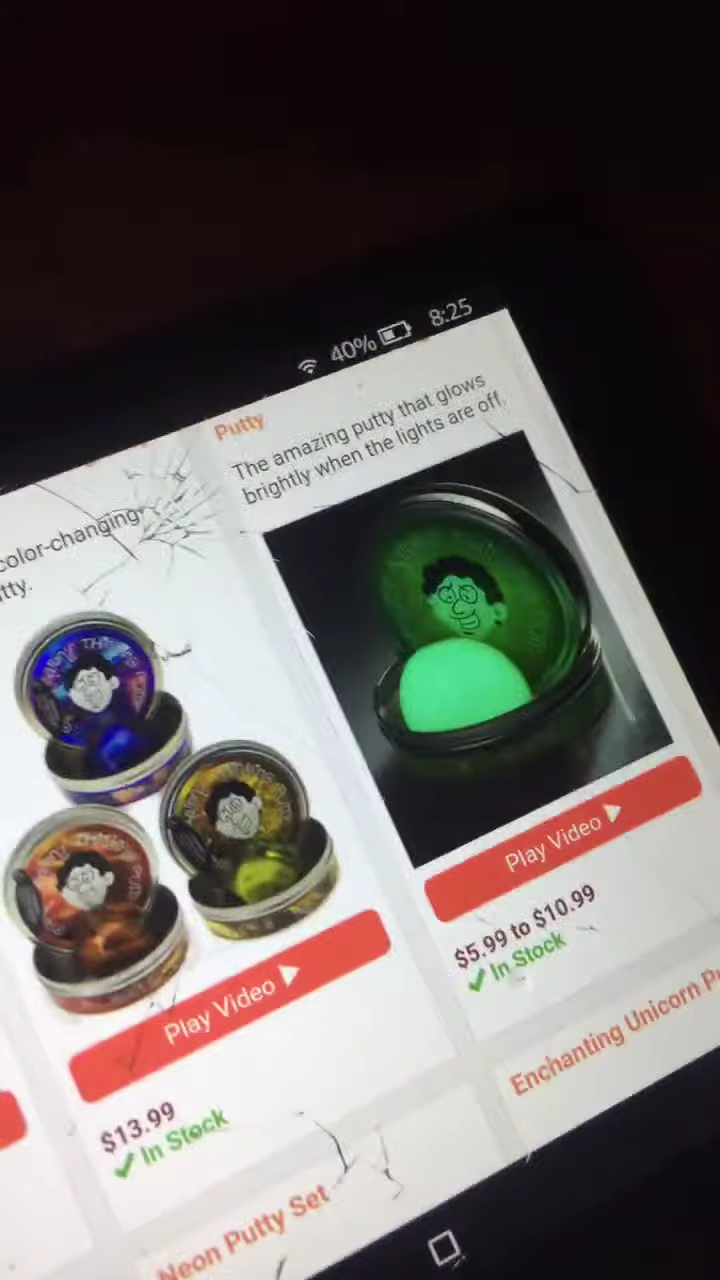 40% 8:25
Putty
The amazing putty that glows
brightly when the lights are off.
color-changing
Play Video
$5.99 to $10.99
In Stock
Play Video
$13.99
In Stock
Enchanting Unicorn
Neon Putty Set